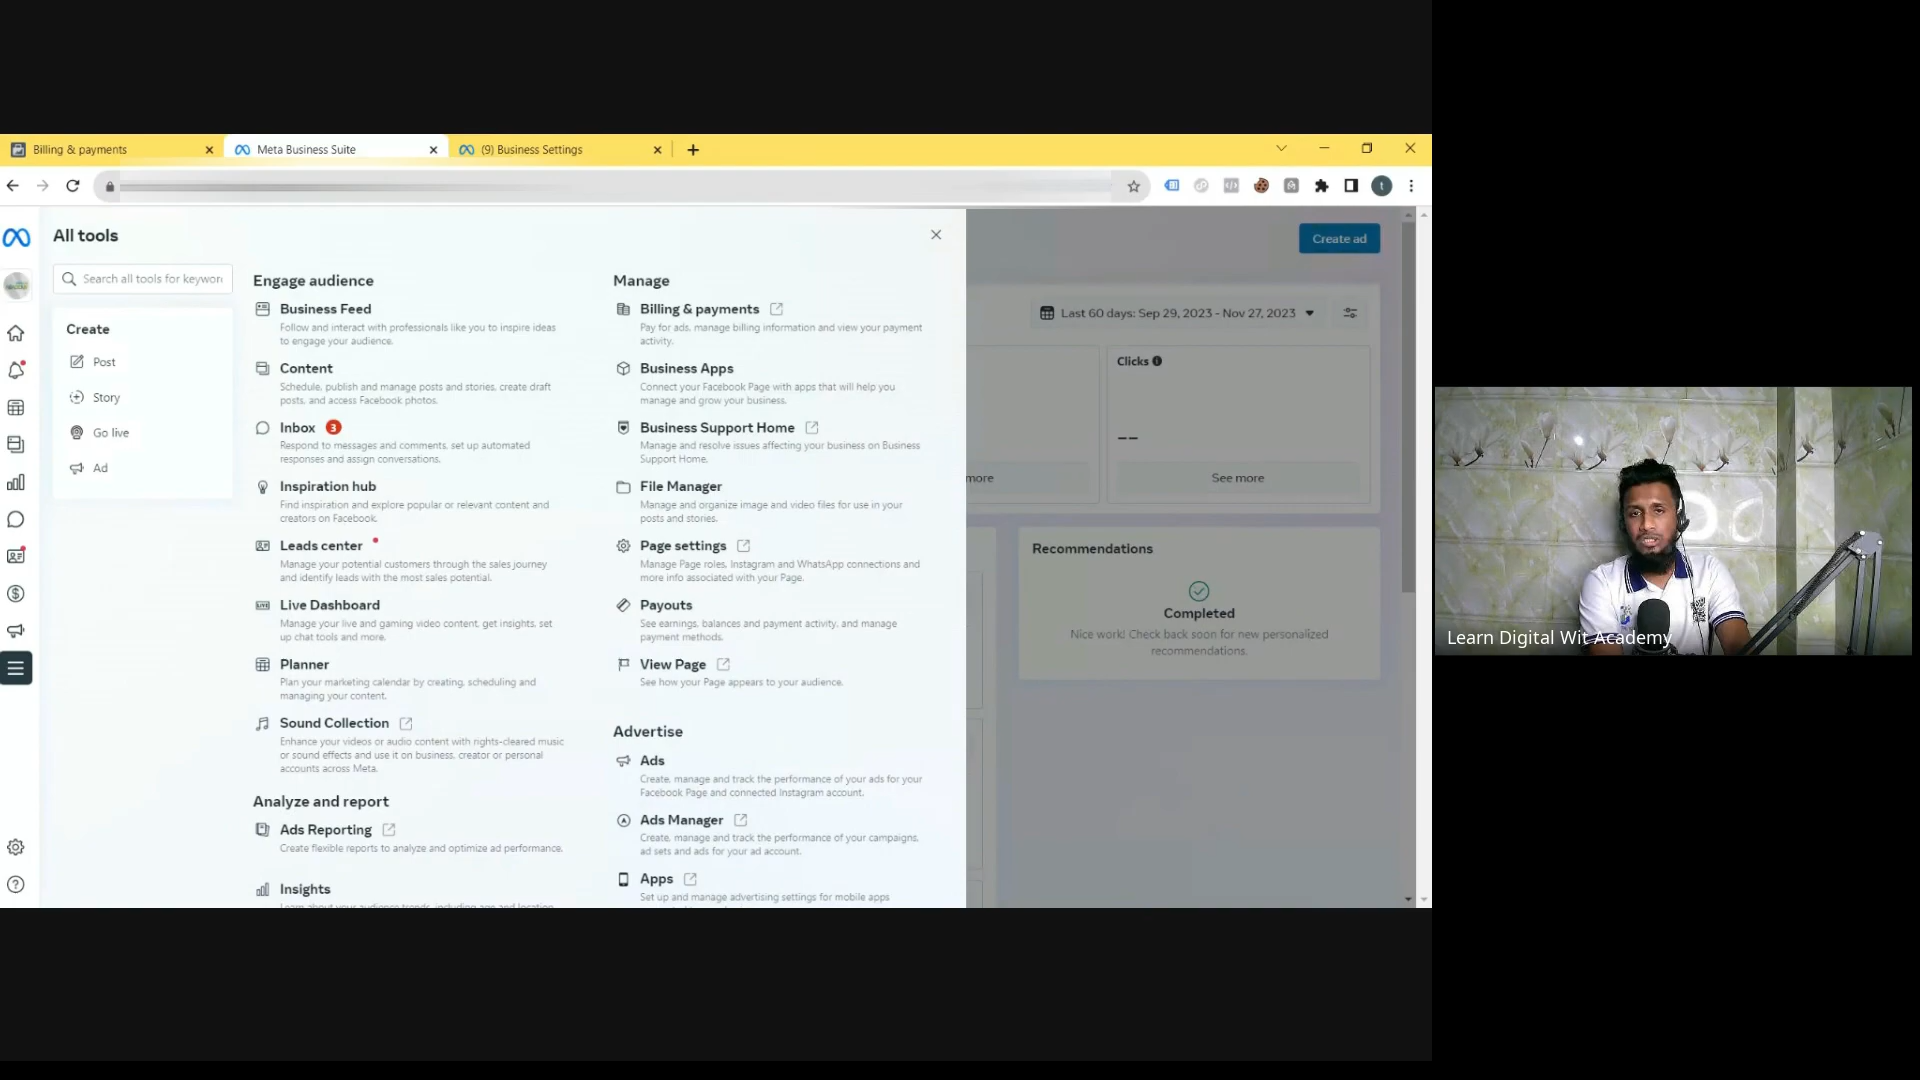 Billing & payments
Meta Business Suite
(9) Business Settings
t
All tools
Search all tools for keywor
Create
Post
Story
Go live
Ad
Engage audience
Business Feed
Follow and interact with professionals like you to inspire ideas
to engage your audience.
Content
Schedule, publish and manage posts and stories, create draft
posts, and access Facebook photos.
Inbox 3
Respond to messages and comments, set up automated
responses and assign conversations.
Inspiration hub
Find inspiration and explore popular or relevant content and
creators on Facebook.
Leads center
Manage your potential customers through the sales journey
and identify leads with the most sales potential.
Live Dashboard
Manage your live and gaming video content, get insights, set
up chat tools and more.
Planner
Plan your marketing calendar by creating, scheduling and
managing your content.
Sound Collection
Enhance your videos or audio content with rights-cleared music
or sound effects and use it on business, creator or personal
accounts across Meta.
Analyze and report
Ads Reporting
Create flexible reports to analyze and optimize ad performance.
Insights
Learn about your audience trends, including age and location
Manage
Billing & payments
Pay for ads, manage billing information and view your payment
activity.
Business Apps
Connect your Facebook Page with apps that will help you
manage and grow your business.
Business Support Home
Manage and resolve issues affecting your business on Business
Support Home.
File Manager
Manage and organize image and video files for use in your
posts and stories.
Page settings
Manage Page roles, Instagram and WhatsApp connections and
more info associated with your Page.
Payouts
See earnings, balances and payment activity, and manage
payment methods.
View Page
See how your Page appears to your audience.
Advertise
Ads
Create, manage and track the performance of your ads for your
Facebook Page and connected Instagram account.
Ads Manager
Create, manage and track the performance of your campaigns,
ad sets and ads for your ad account.
Apps
Set up and manage advertising settings for mobile apps
Create ad
Last 60 days: Sep 29, 2023 - Nov 27, 2023
Clicks
--
more
See more
Recommendations
Completed
Nice work! Check back soon for new personalized
recommendations.
Learn Digital Wit Academy